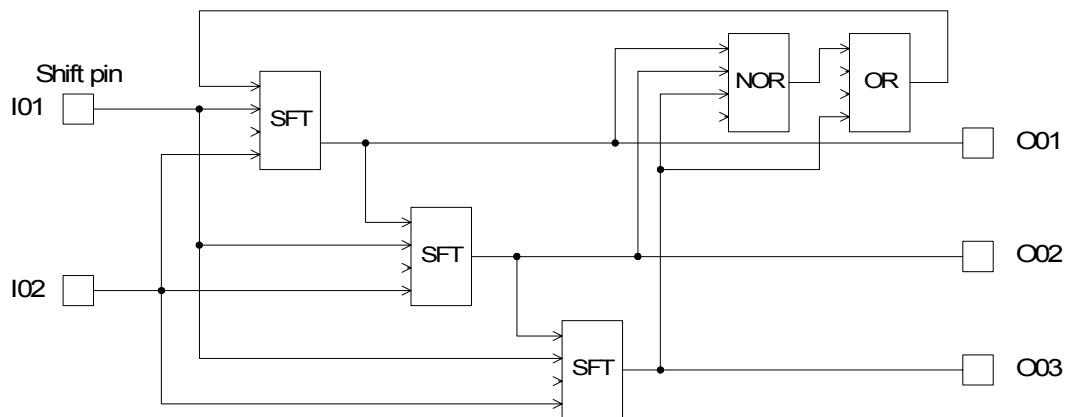 Shift pin
I01
SFT
NOR
OR
O01
SFT
I02
O02
SFT
O03